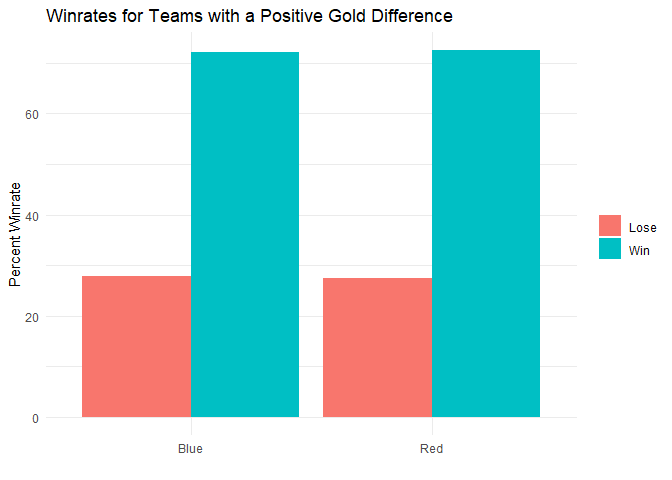 Winrates for Teams with a Positive Gold Difference
Percent Winrate
60
40
20
0
Blue
Red
Lose
Win